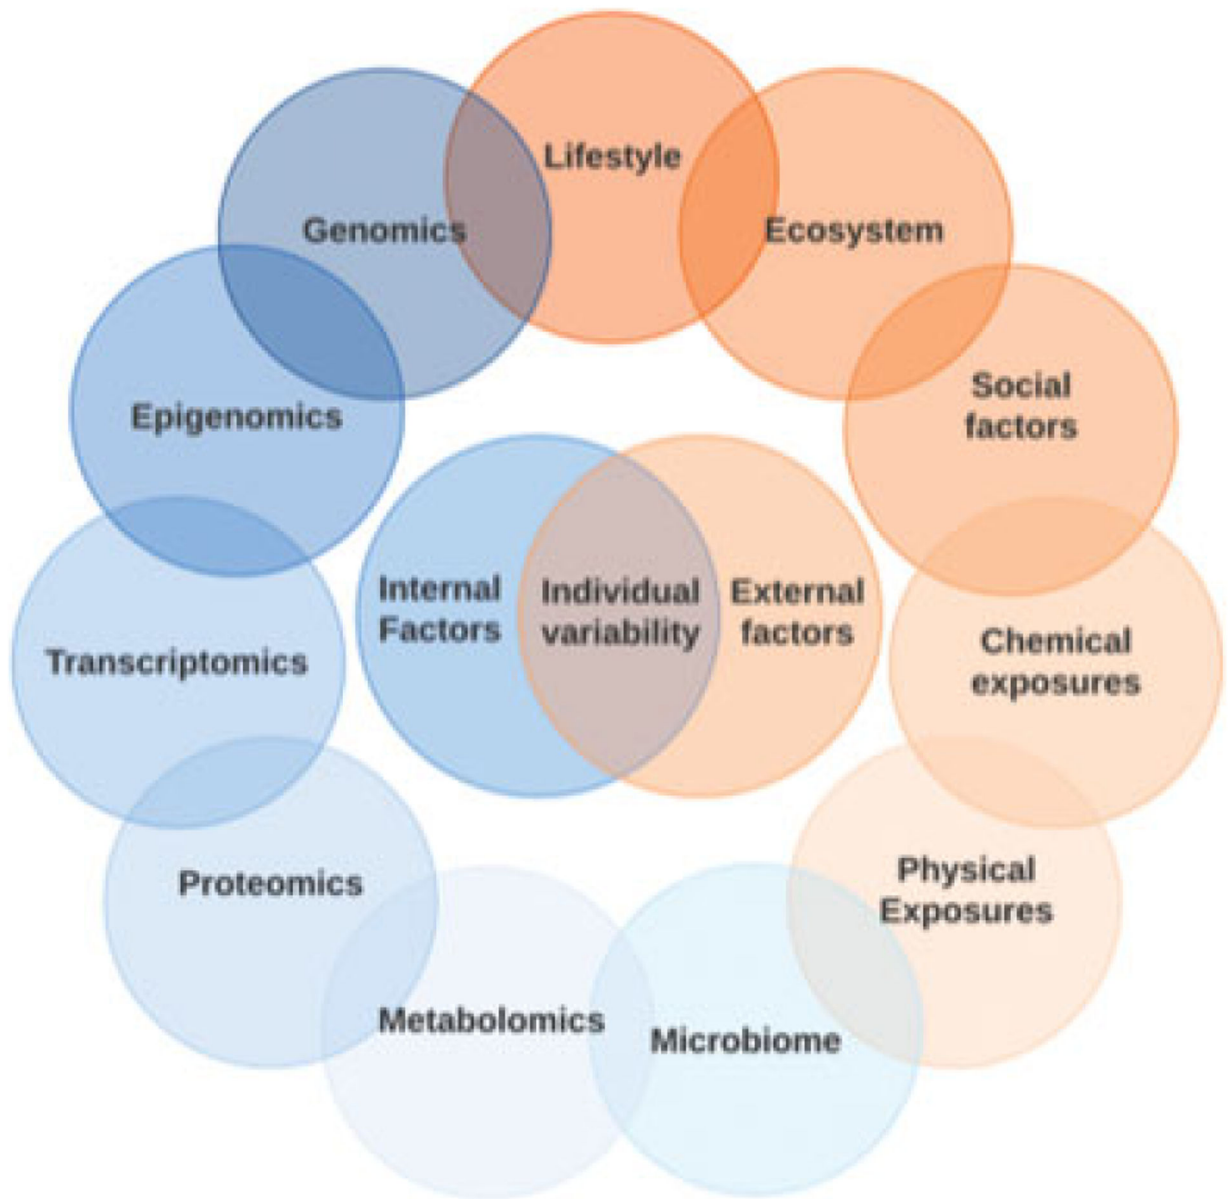 Lifestyle
Genomics
Ecosystem
Social
factors
Epigenomics
Internal
Factors
Individual
variability
External
factors
Transcriptomics
Chemical
exposures
Proteomics
Physical
Exposures
Metabolomics
Microbiome